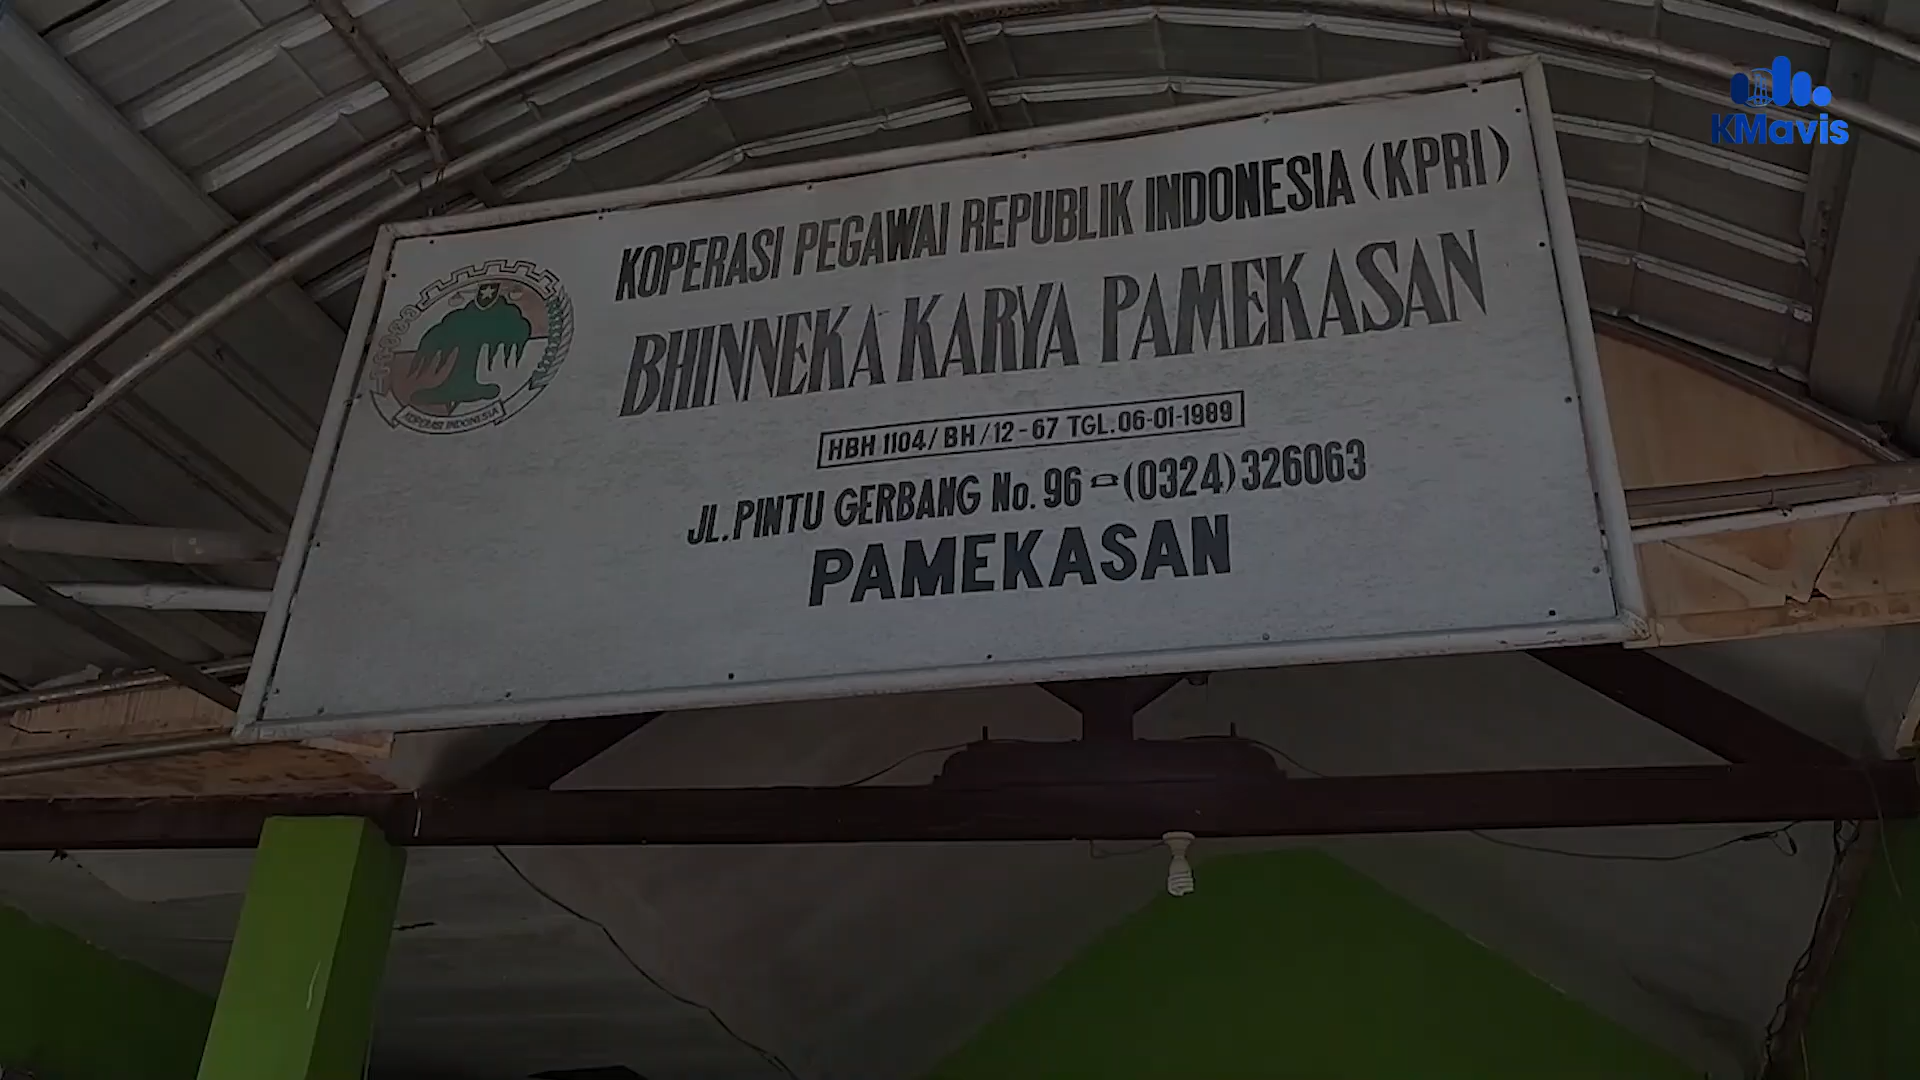 KMavis
KOPERASI PEGAWAI REPUBLIK INDONESIA (KPRI)
BHINNEKA KARYA PAMEKASAN
HBH 1104/BH/12-67 TGL.06-01-1989
JL.PINTU GERBANG No. 96 ☎ (0324) 326063
PAMEKASAN
KOPERASI INDONESIA